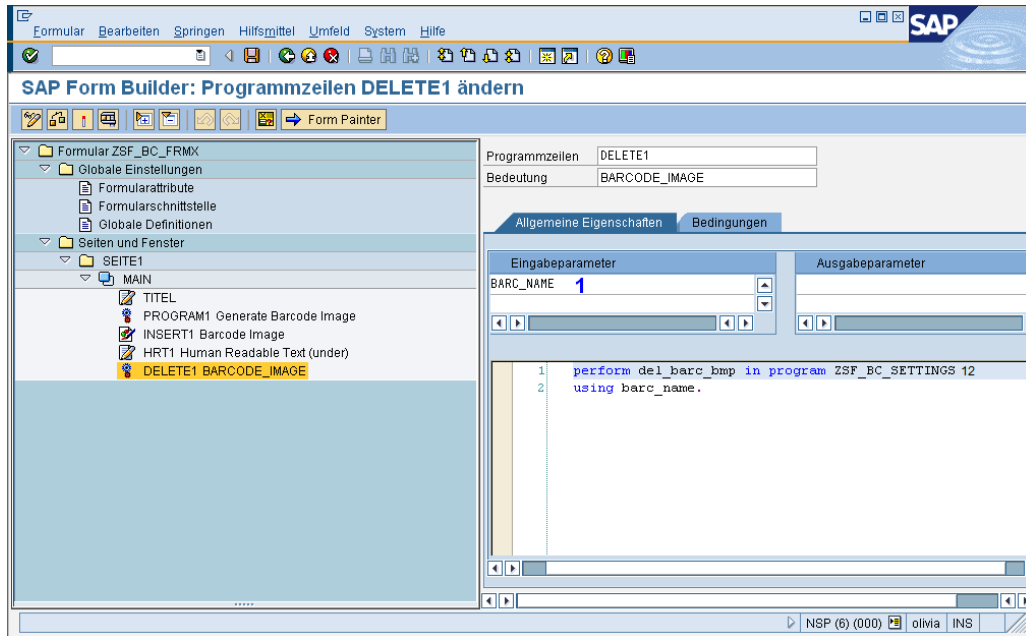 Formular Bearbeiten Springen Hilfsmittel Umfeld System Hilfe
SAP
SAP Form Builder: Programmzeilen DELETE1 ändern
Form Painter
Formular ZSF_BC_FRMX
Globale Einstellungen
Formularattribute
Formularschnittstelle
Globale Definitionen
Seiten und Fenster
SEITE1
MAIN
TITEL
PROGRAM1 Generate Barcode Image
INSERT1 Barcode Image
HRT1 Human Readable Text (under)
DELETE1 BARCODE_IMAGE
Programmzeilen DELETE1
Bedeutung BARCODE_IMAGE
Allgemeine Eigenschaften Bedingungen
Eingabeparameter Ausgabeparameter
BARC_NAME 1
1 perform del_barc_bmp in program ZSF_BC_SETTINGS 12
2 using barc_name.
NSP (6) (000) olivia INS